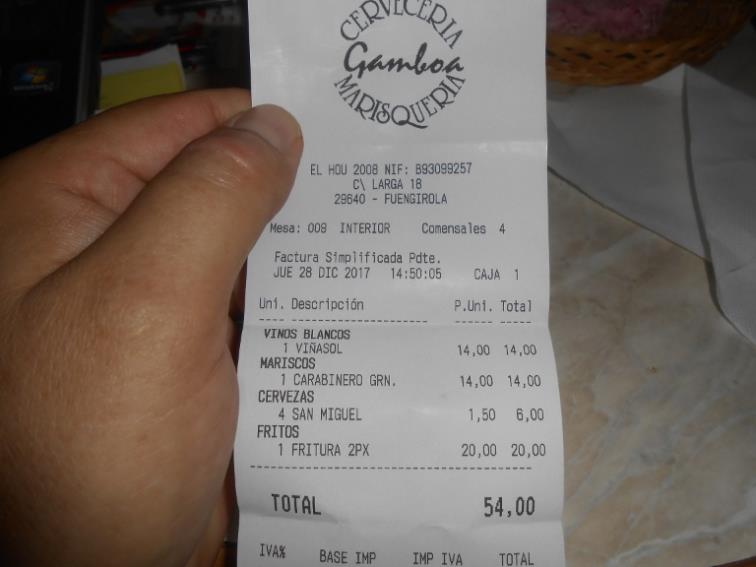 CERVECERIA
Gamboa
MARISQUERIA
EL HOU 2008 NIF: B93099257
C\ LARGA 18
29640 - FUENGIROLA
Mesa: 008 INTERIOR Comensales 4
Factura Simplificada Pdte.
JUE 28 DIC 2017 14:50:05 CAJA 1
Uni. Descripción P.Uni. Total
VINOS BLANCOS
1 VIÑASOL 14,00 14,00
MARISCOS
1 CARABINERO GRN. 14,00 14,00
CERVEZAS
4 SAN MIGUEL 1,50 6,00
FRITOS
1 FRITURA 2PX 20,00 20,00
TOTAL 54,00
IVA% BASE IMP IMP IVA TOTAL